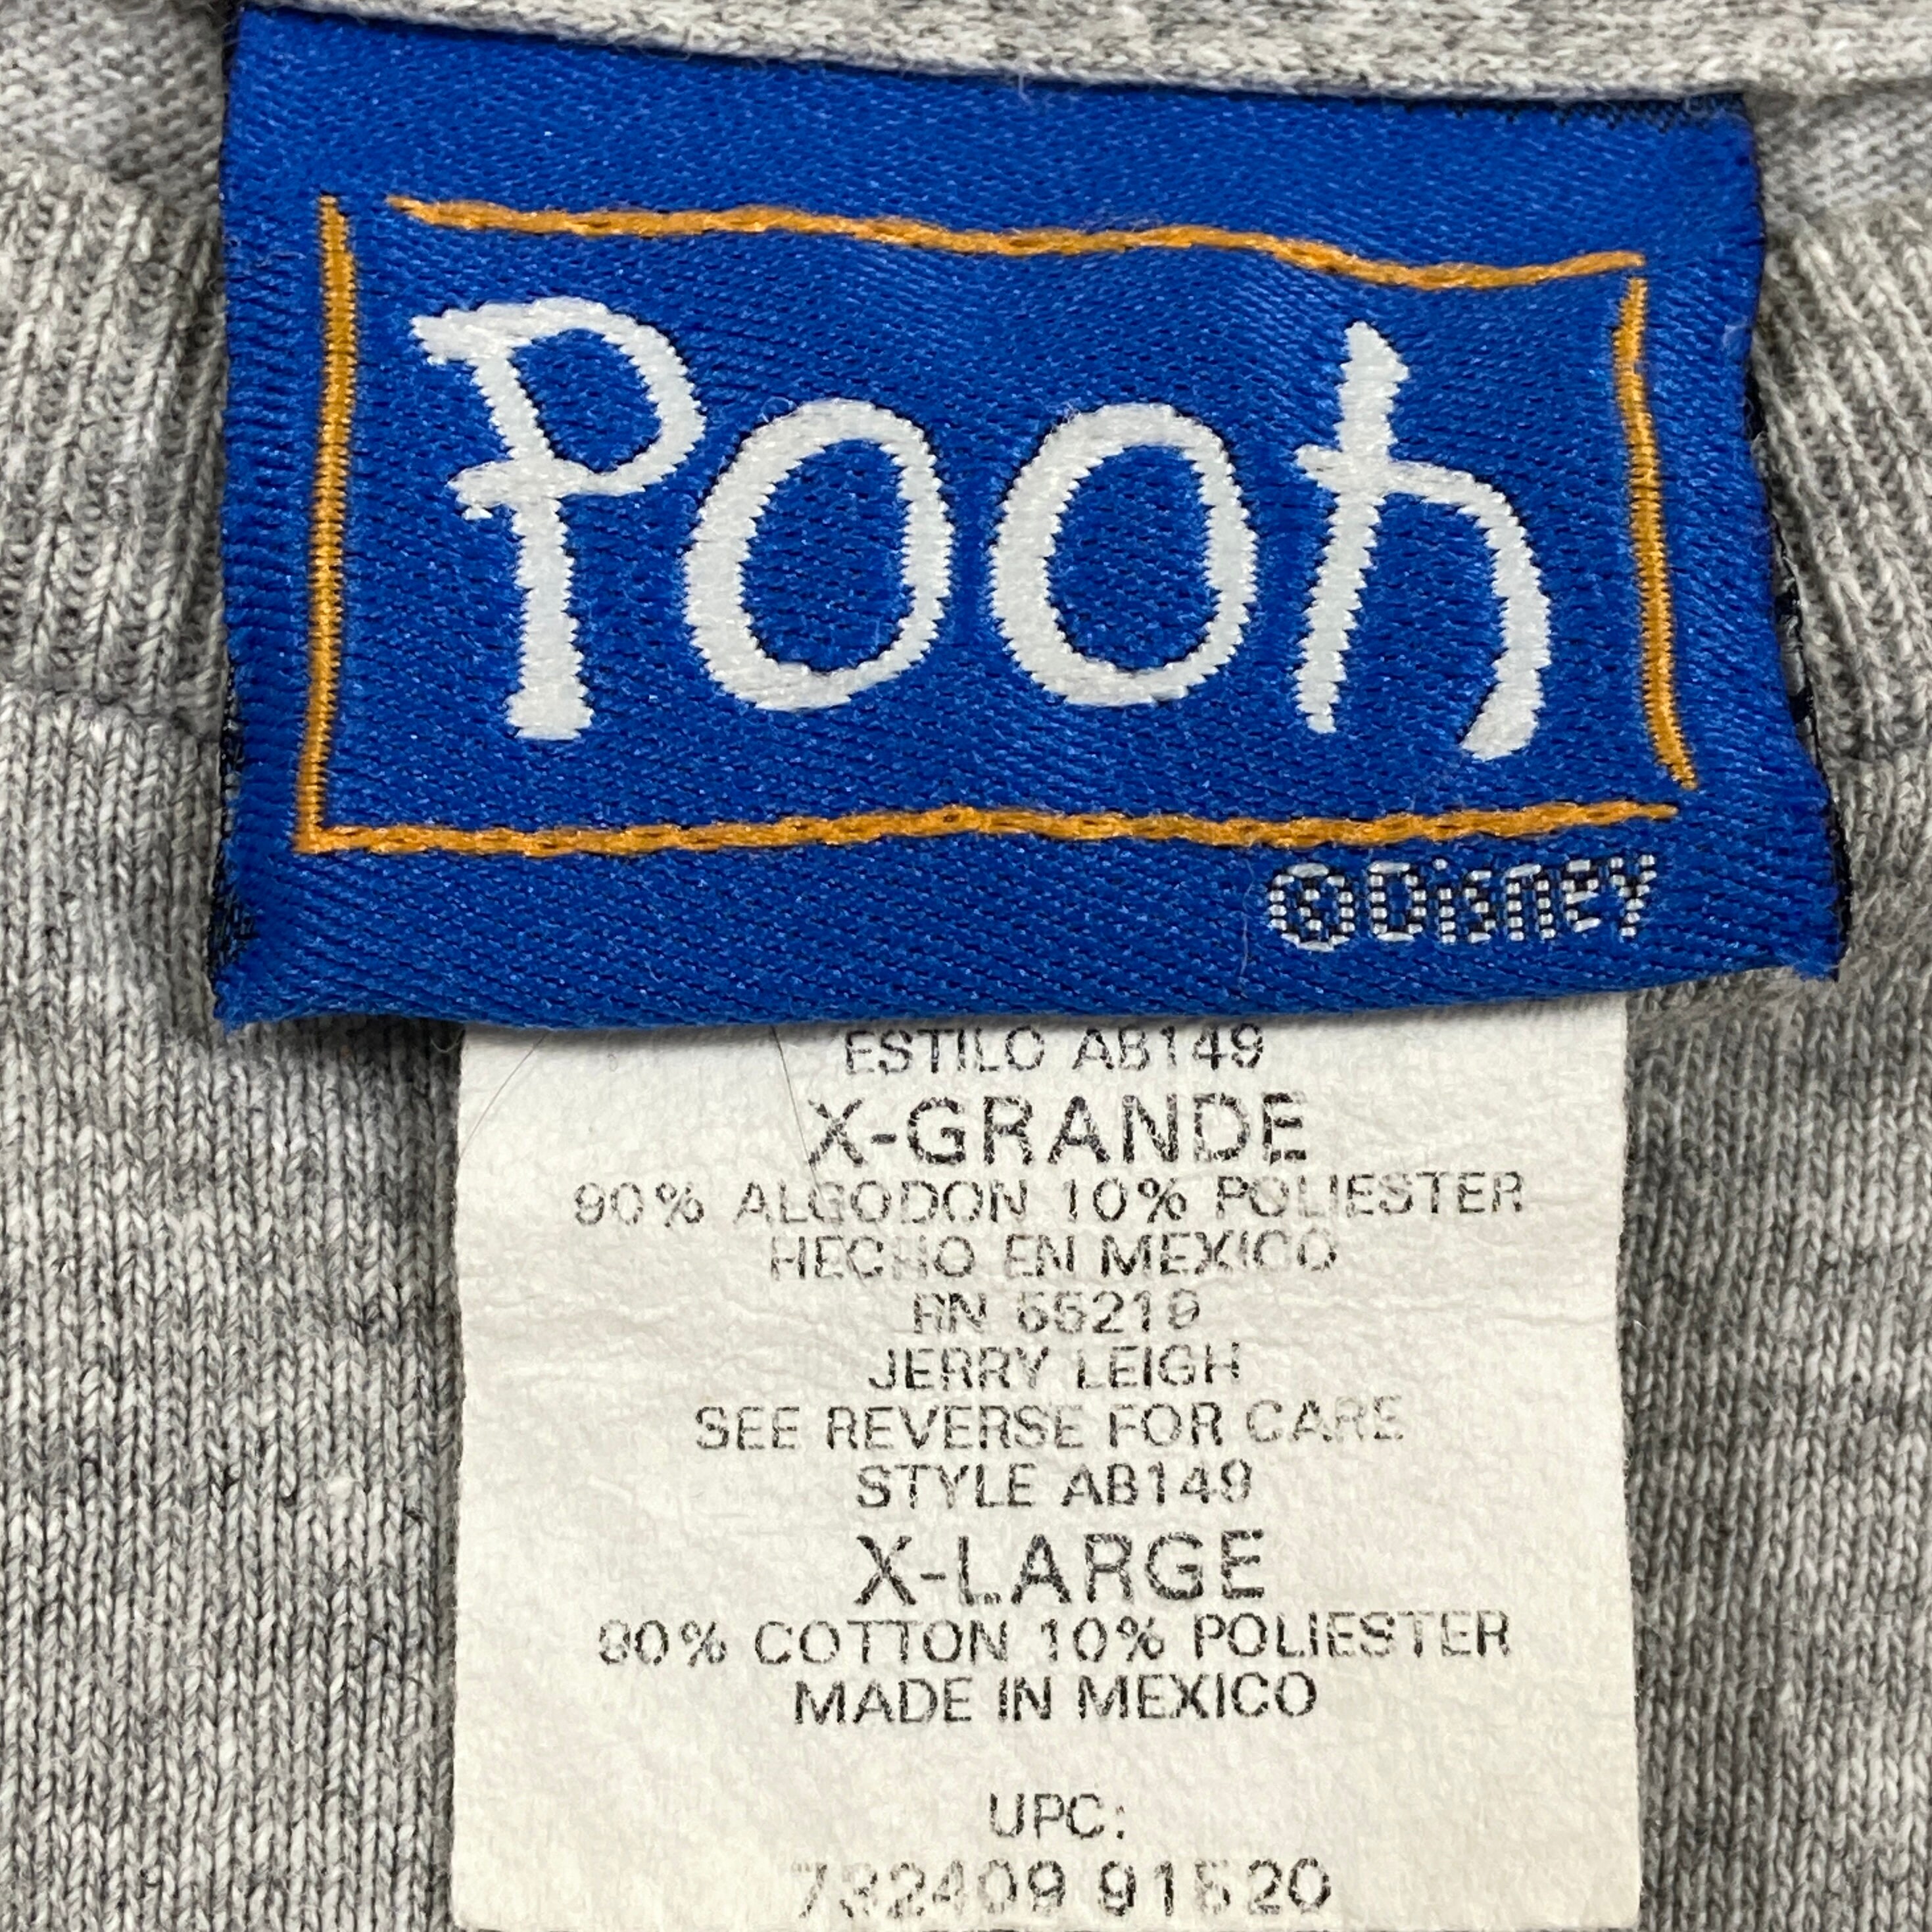 Pooh
©Disney
ESTILO AB149
X-GRANDE
90% ALGODON 10% POLIESTER
HECHO EN MEXICO
RN 55219
JERRY LEIGH
SEE REVERSE FOR CARE
STYLE AB149
X-LARGE
90% COTTON 10% POLIESTER
MADE IN MEXICO
UPC:
732409 91520